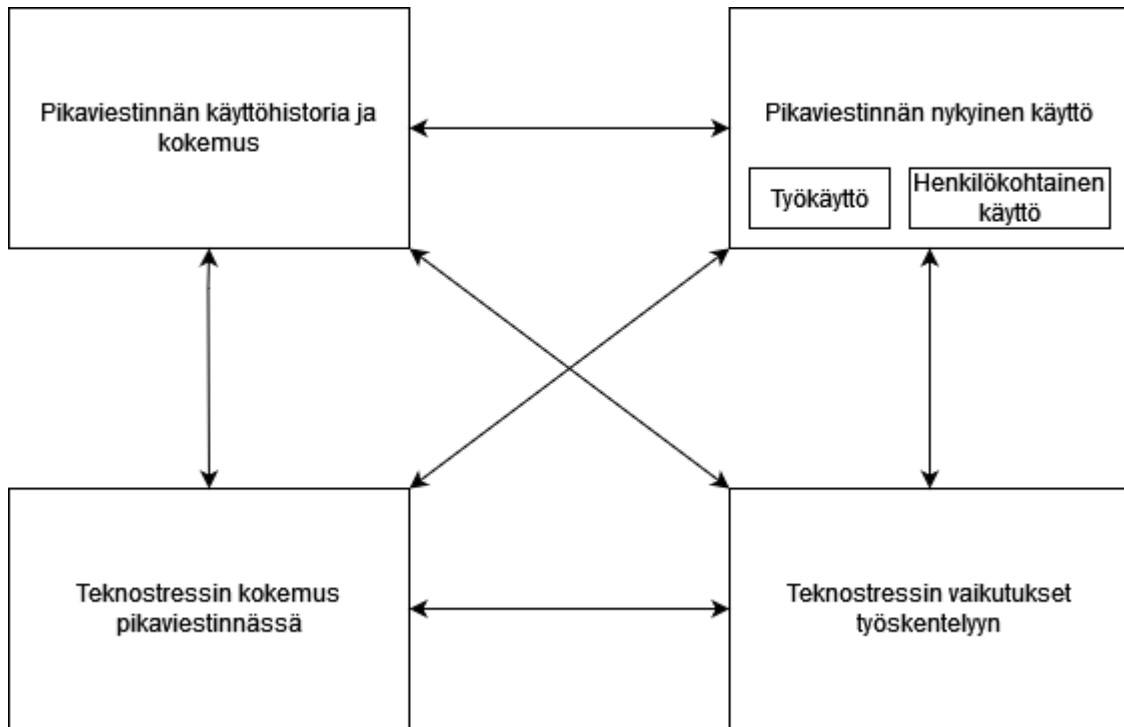 Pikaviestinnän käyttöhistoria ja
kokemus
Pikaviestinnän nykyinen käyttö
Työkäyttö
Henkilökohtainen
käyttö
Teknostressin kokemus
pikaviestinnässä
Teknostressin vaikutukset
työskentelyyn